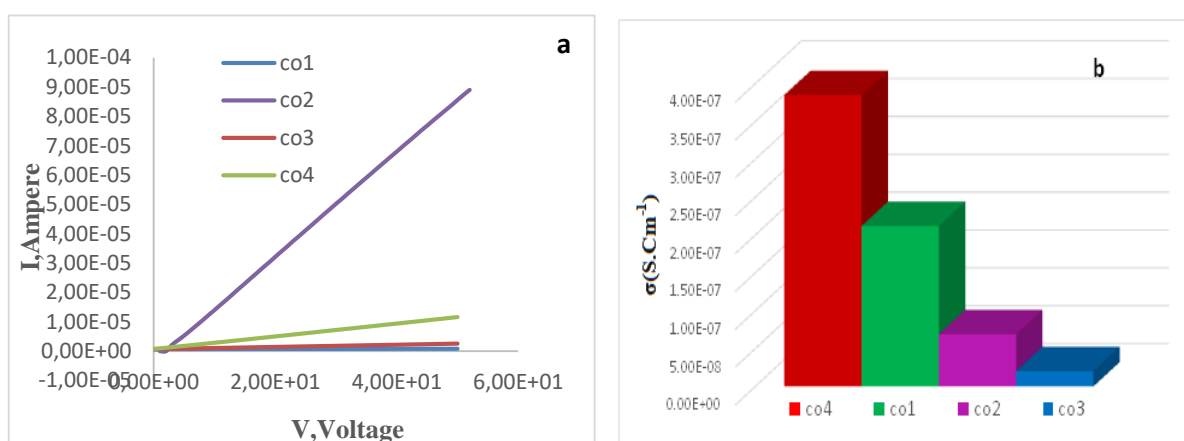 a
1,00E-04
9,00E-05
8,00E-05
7,00E-05
6,00E-05
5,00E-05
4,00E-05
3,00E-05
2,00E-05
1,00E-05
0,00E+00
-1,00E-05
I,Ampere
co1
co2
co3
co4
0,00E+00 2,00E+01 4,00E+01 6,00E+01
V,Voltage
b
4.00E-07
3.50E-07
3.00E-07
2.50E-07
2.00E-07
1.50E-07
1.00E-07
5.00E-08
0.00E+00
σ(S.Cm⁻¹)
co4 co1 co2 co3